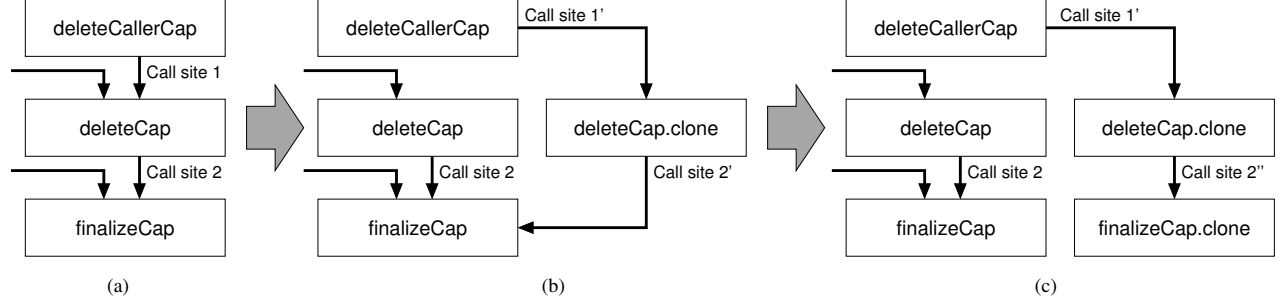 deleteCallerCap
Call site 1
deleteCap
Call site 2
finalizeCap
(a)
deleteCallerCap
Call site 1’
deleteCap
deleteCap.clone
Call site 2
Call site 2’
finalizeCap
(b)
deleteCallerCap
Call site 1’
deleteCap
deleteCap.clone
Call site 2
Call site 2’’
finalizeCap
finalizeCap.clone
(c)